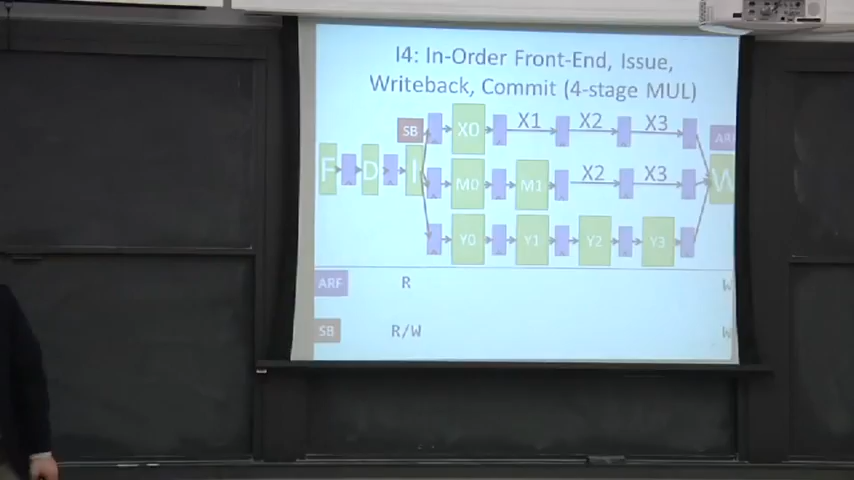 I4: In-Order Front-End, Issue,
Writeback, Commit (4-stage MUL)
SB X0 X1 X2 X3 ARF
F D I M0 M1 X2 X3 W
Y0 Y1 Y2 Y3
ARF R W
SB R/W W